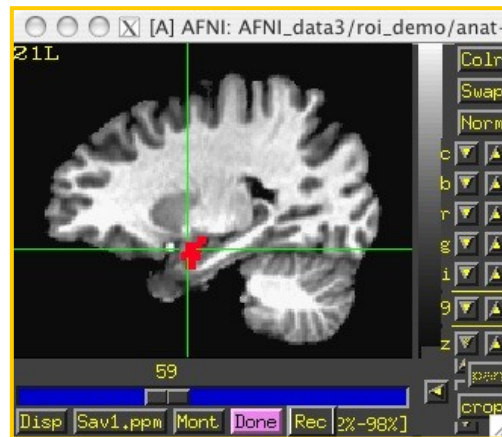 X [A] AFNI: AFNI_data3/roi_demo/anat-
21L
Colr
Swap
Norm
c
b
r
g
i
9
z
pan
crop
59
Disp Sav1.ppm Mont Done Rec 2%-98%]